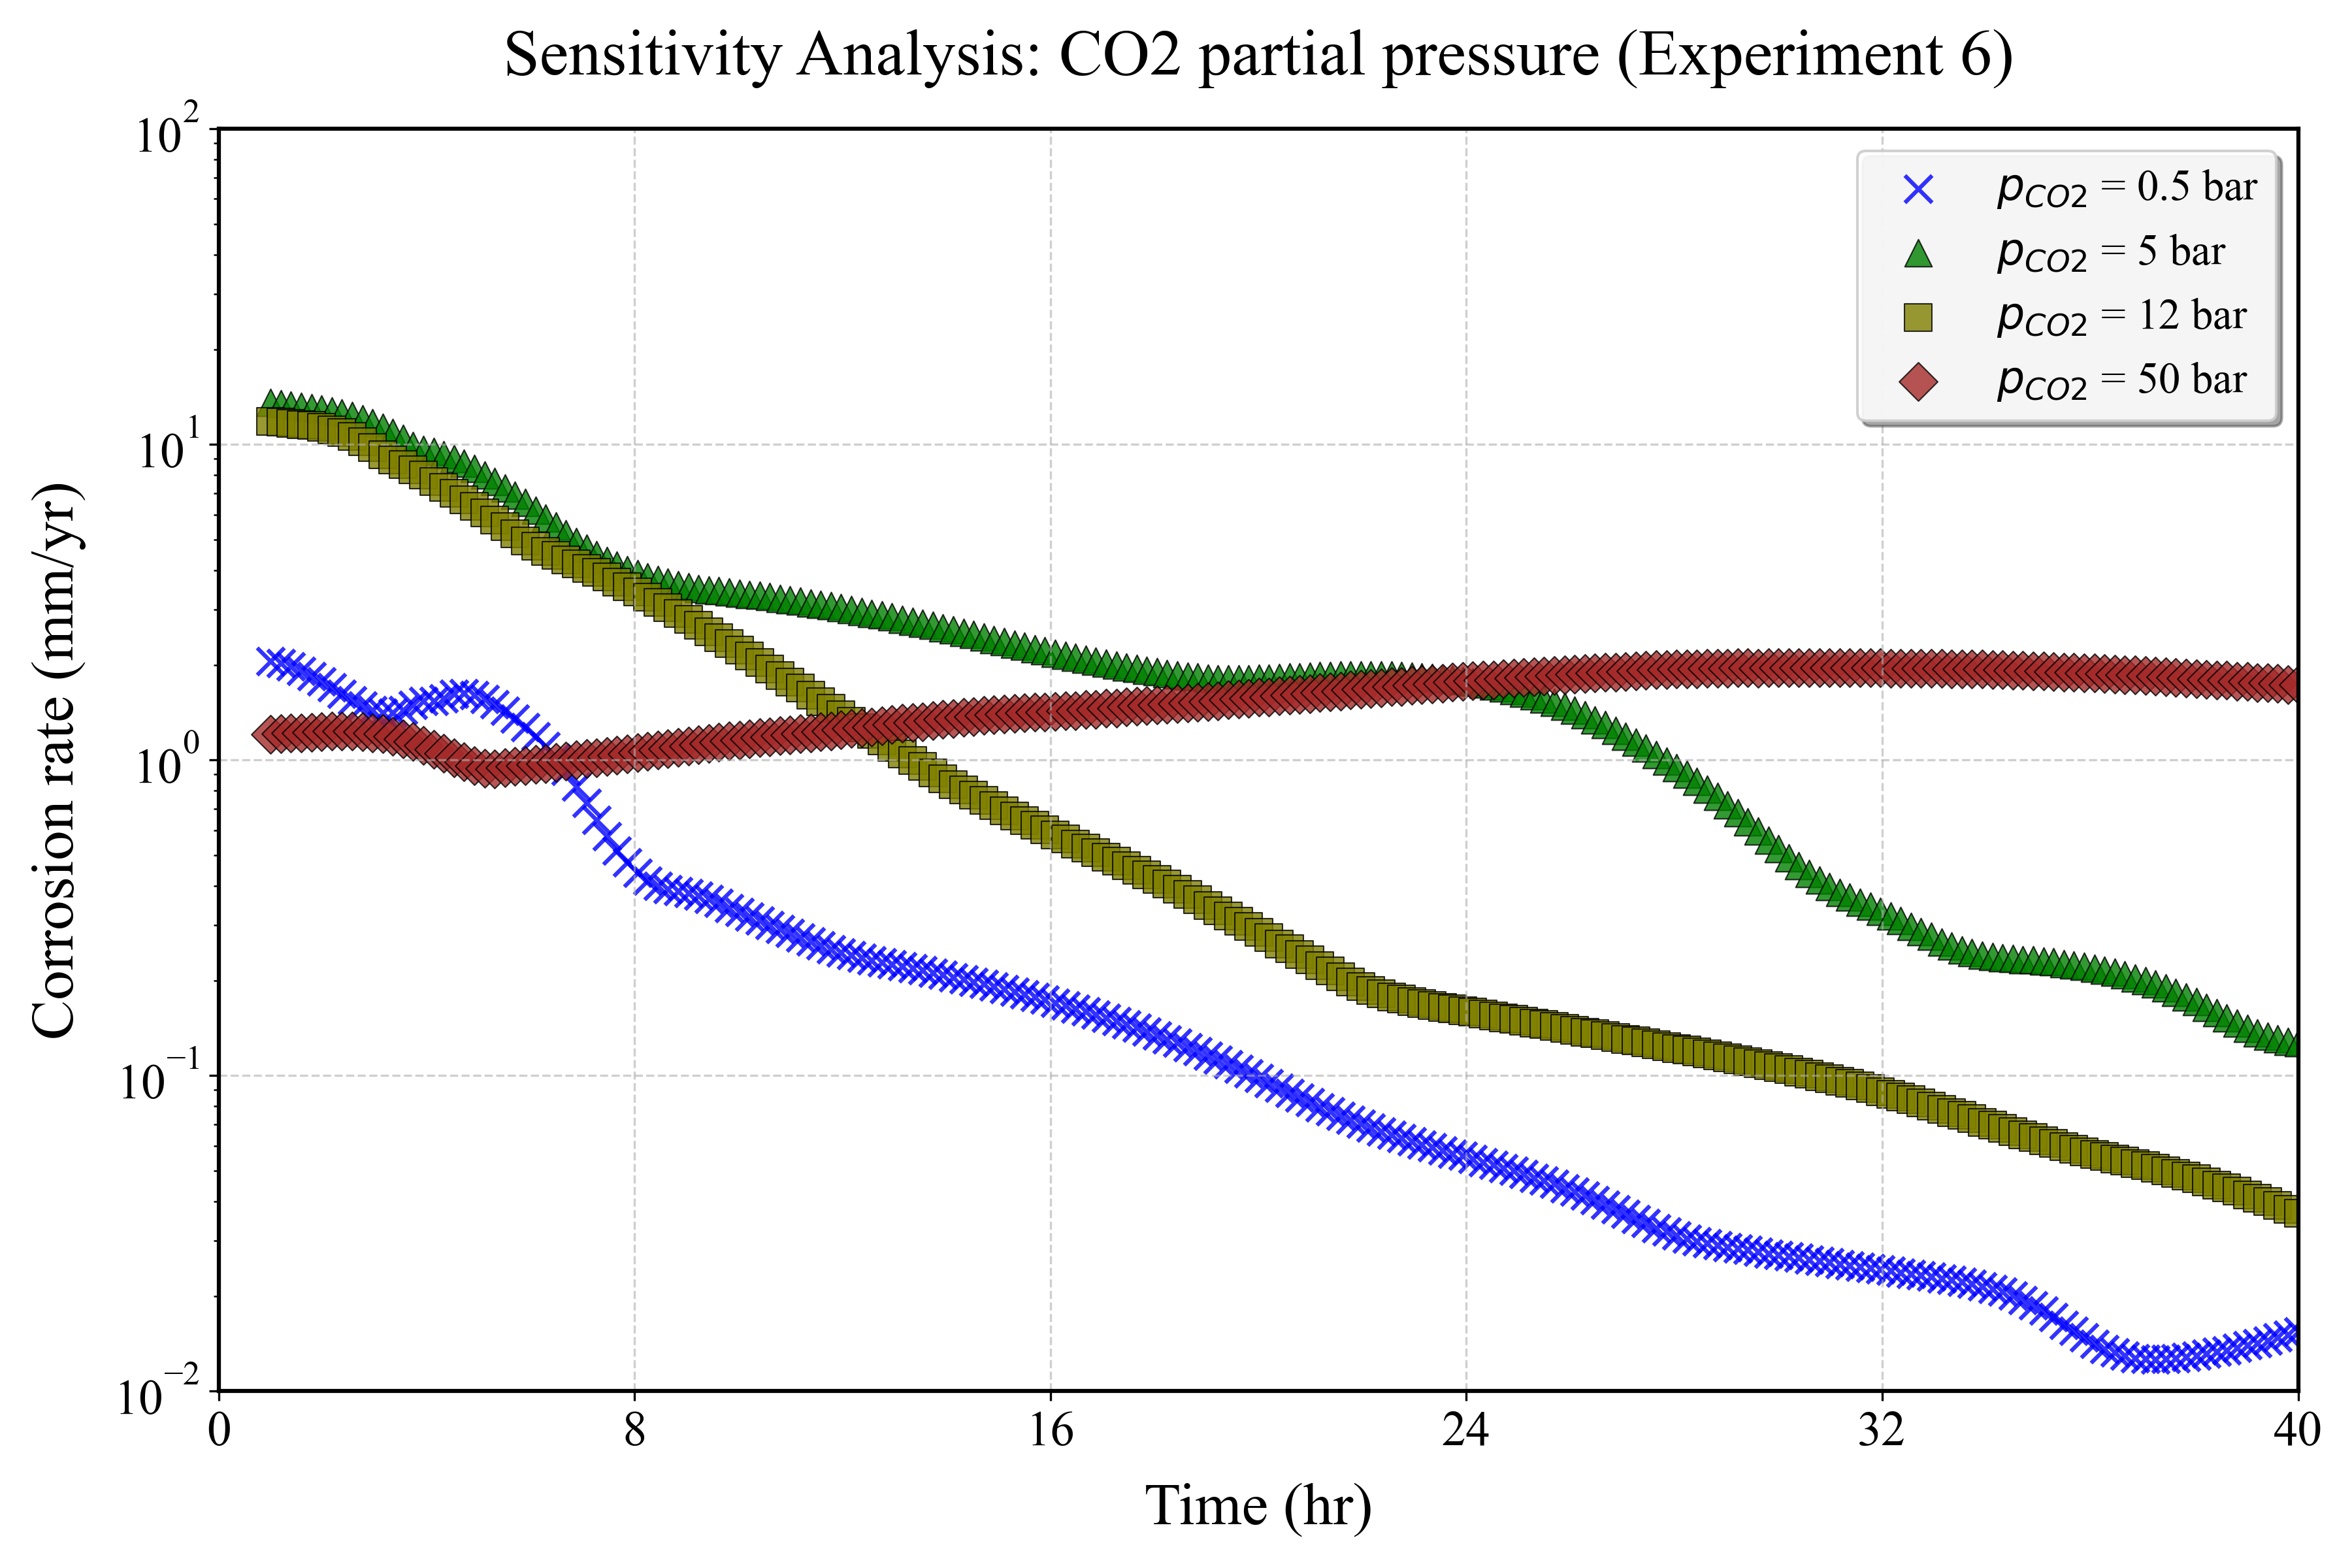 Sensitivity Analysis: CO2 partial pressure (Experiment 6)
10^2
10^1
10^0
10^−1
10^−2
Corrosion rate (mm/yr)
p_CO2 = 0.5 bar
p_CO2 = 5 bar
p_CO2 = 12 bar
p_CO2 = 50 bar
0 8 16 24 32 40
Time (hr)